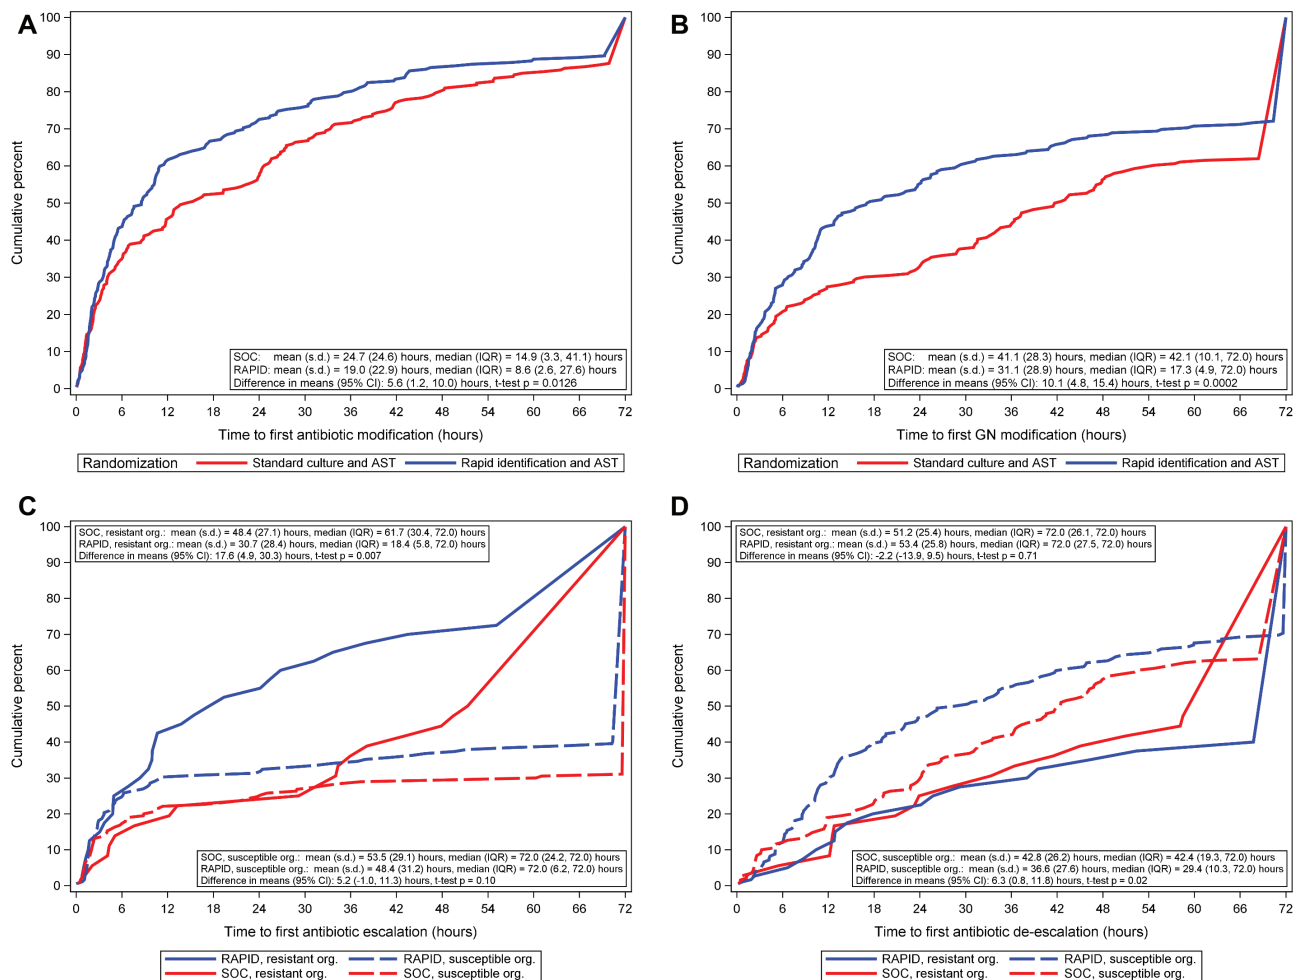 A
100
90
80
70
60
50
40
30
20
10
0
Cumulative percent
SOC: mean (s.d.) = 24.7 (24.6) hours, median (IQR) = 14.9 (3.3, 41.1) hours
RAPID: mean (s.d.) = 19.0 (22.9) hours, median (IQR) = 8.6 (2.6, 27.6) hours
Difference in means (95% CI): 5.6 (1.2, 10.0) hours, t-test p = 0.0126
0 6 12 18 24 30 36 42 48 54 60 66 72
Time to first antibiotic modification (hours)
Randomization Standard culture and AST Rapid identification and AST
B
100
90
80
70
60
50
40
30
20
10
0
Cumulative percent
SOC: mean (s.d.) = 41.1 (28.3) hours, median (IQR) = 42.1 (10.1, 72.0) hours
RAPID: mean (s.d.) = 31.1 (28.9) hours, median (IQR) = 17.3 (4.9, 72.0) hours
Difference in means (95% CI): 10.1 (4.8, 15.4) hours, t-test p = 0.0002
0 6 12 18 24 30 36 42 48 54 60 66 72
Time to first GN modification (hours)
Randomization Standard culture and AST Rapid identification and AST
C
SOC, resistant org.: mean (s.d.) = 48.4 (27.1) hours, median (IQR) = 61.7 (30.4, 72.0) hours
RAPID, resistant org.: mean (s.d.) = 30.7 (28.4) hours, median (IQR) = 18.4 (5.8, 72.0) hours
Difference in means (95% CI): 17.6 (4.9, 30.3) hours, t-test p = 0.007
100
90
80
70
60
50
40
30
20
10
0
Cumulative percent
SOC, susceptible org.: mean (s.d.) = 53.5 (29.1) hours, median (IQR) = 72.0 (24.2, 72.0) hours
RAPID, susceptible org.: mean (s.d.) = 48.4 (31.2) hours, median (IQR) = 72.0 (6.2, 72.0) hours
Difference in means (95% CI): 5.2 (-1.0, 11.3) hours, t-test p = 0.10
0 6 12 18 24 30 36 42 48 54 60 66 72
Time to first antibiotic escalation (hours)
RAPID, resistant org. RAPID, susceptible org.
SOC, resistant org. SOC, susceptible org.
D
SOC, resistant org.: mean (s.d.) = 51.2 (25.4) hours, median (IQR) = 72.0 (26.1, 72.0) hours
RAPID, resistant org.: mean (s.d.) = 53.4 (25.8) hours, median (IQR) = 72.0 (27.5, 72.0) hours
Difference in means (95% CI): -2.2 (-13.9, 9.5) hours, t-test p = 0.71
100
90
80
70
60
50
40
30
20
10
0
Cumulative percent
SOC, susceptible org.: mean (s.d.) = 42.8 (26.2) hours, median (IQR) = 42.4 (19.3, 72.0) hours
RAPID, susceptible org.: mean (s.d.) = 36.6 (27.6) hours, median (IQR) = 29.4 (10.3, 72.0) hours
Difference in means (95% CI): 6.3 (0.8, 11.8) hours, t-test p = 0.02
0 6 12 18 24 30 36 42 48 54 60 66 72
Time to first antibiotic de-escalation (hours)
RAPID, resistant org. RAPID, susceptible org.
SOC, resistant org. SOC, susceptible org.